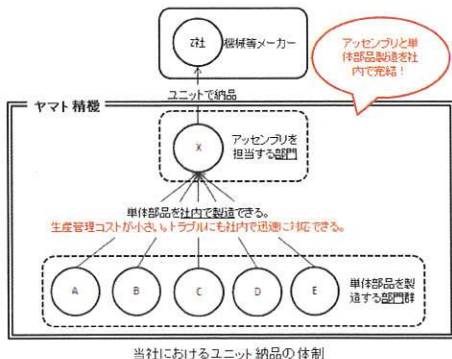 Z社
機械等メーカー
アッセンブリと単
体部品製造を社
内で完結！
ユニットで納品
ヤマト精機
X
アッセンブリを
担当する部門
単体部品を社内で製造できる。
生産管理コストが小さい。トラブルにも社内で迅速に対応できる。
A
B
C
D
E
単体部品を製
造する部門群
当社におけるユニット納品の体制